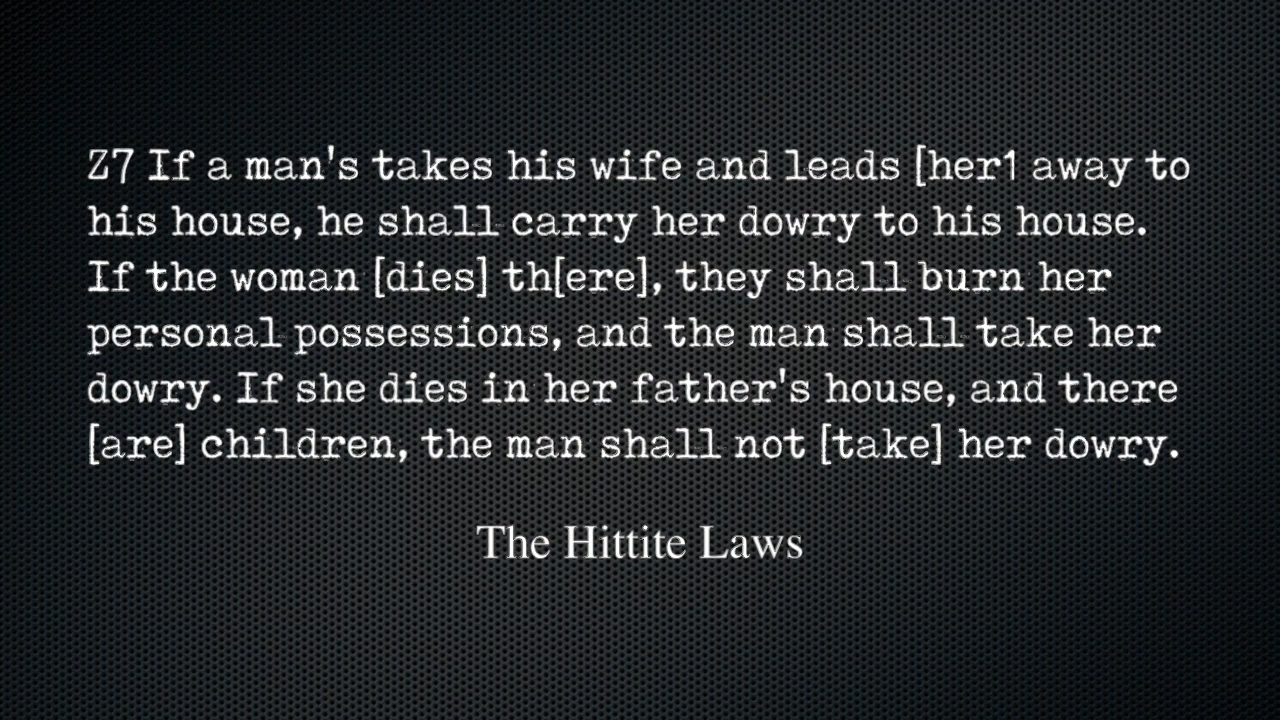 Z7 If a man's takes his wife and leads [her1 away to
his house, he shall carry her dowry to his house.
If the woman [dies] th[ere], they shall burn her
personal possessions, and the man shall take her
dowry. If she dies in her father's house, and there
[are] children, the man shall not [take] her dowry.
The Hittite Laws